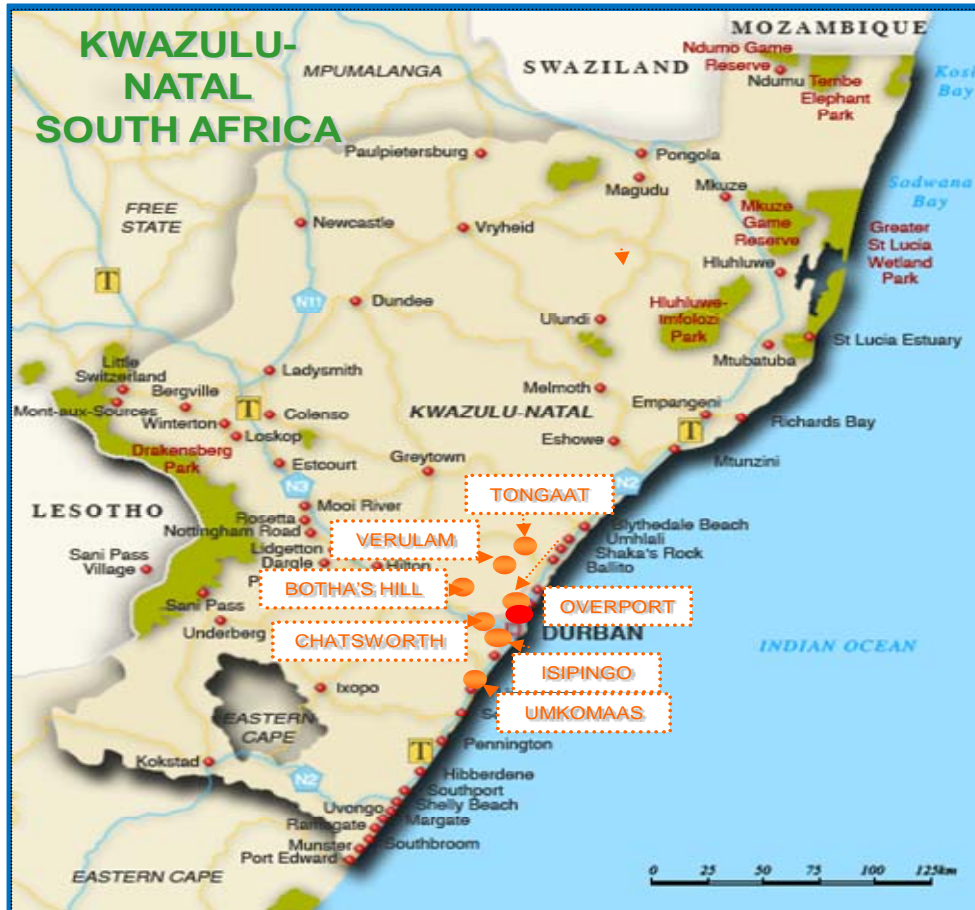 KWAZULU-
NATAL
SOUTH AFRICA
MOZAMBIQUE
SWAZILAND
MPUMALANGA
Ndumo Game
Reserve
Ndumu
Tembe
Elephant
Park
Bay
Paulpietersburg
Pongola
Magudu
Mkuze
Sodwana
Bay
FREE
STATE
Newcastle
Vryheid
Mkuze
Game
Reserve
Greater
St Lucia
Wetland
Park
Hluhluwe
T
N11
Dundee
Ulundi
Hluhluwe-
Imfolozi
Park
St Lucia Estuary
Mtubatuba
Little
Switzerland
Ladysmith
Bergville
Melmoth
Mont-aux-Sources
T
Colenso
KWAZULU-NATAL
Empangeni
Richards Bay
Winterton
Loskop
Eshowe
T
Drakensberg
Park
Estcourt
Greytown
Mtunzini
N3
N2
TONGAAT
LESOTHO
Mooi River
Rosetta
Nottingham Road
Blythedale Beach
Umhlali
VERULAM
Lidgetton
Dargle
Hilton
Shaka's Rock
Ballito
Sani Pass
Village
P
BOTHA'S HILL
Sani Pass
OVERPORT
Underberg
CHATSWORTH
DURBAN
INDIAN OCEAN
ISIPINGO
Ixopo
UMKOMAAS
EASTERN
CAPE
T
Pennington
Kokstad
N2
Hibberdene
Southport
Shelly Beach
Uvongo
Margate
Ramsgate
Munster
Southbroom
Port Edward
EASTERN CAPE
0 25 50 75 100 125km